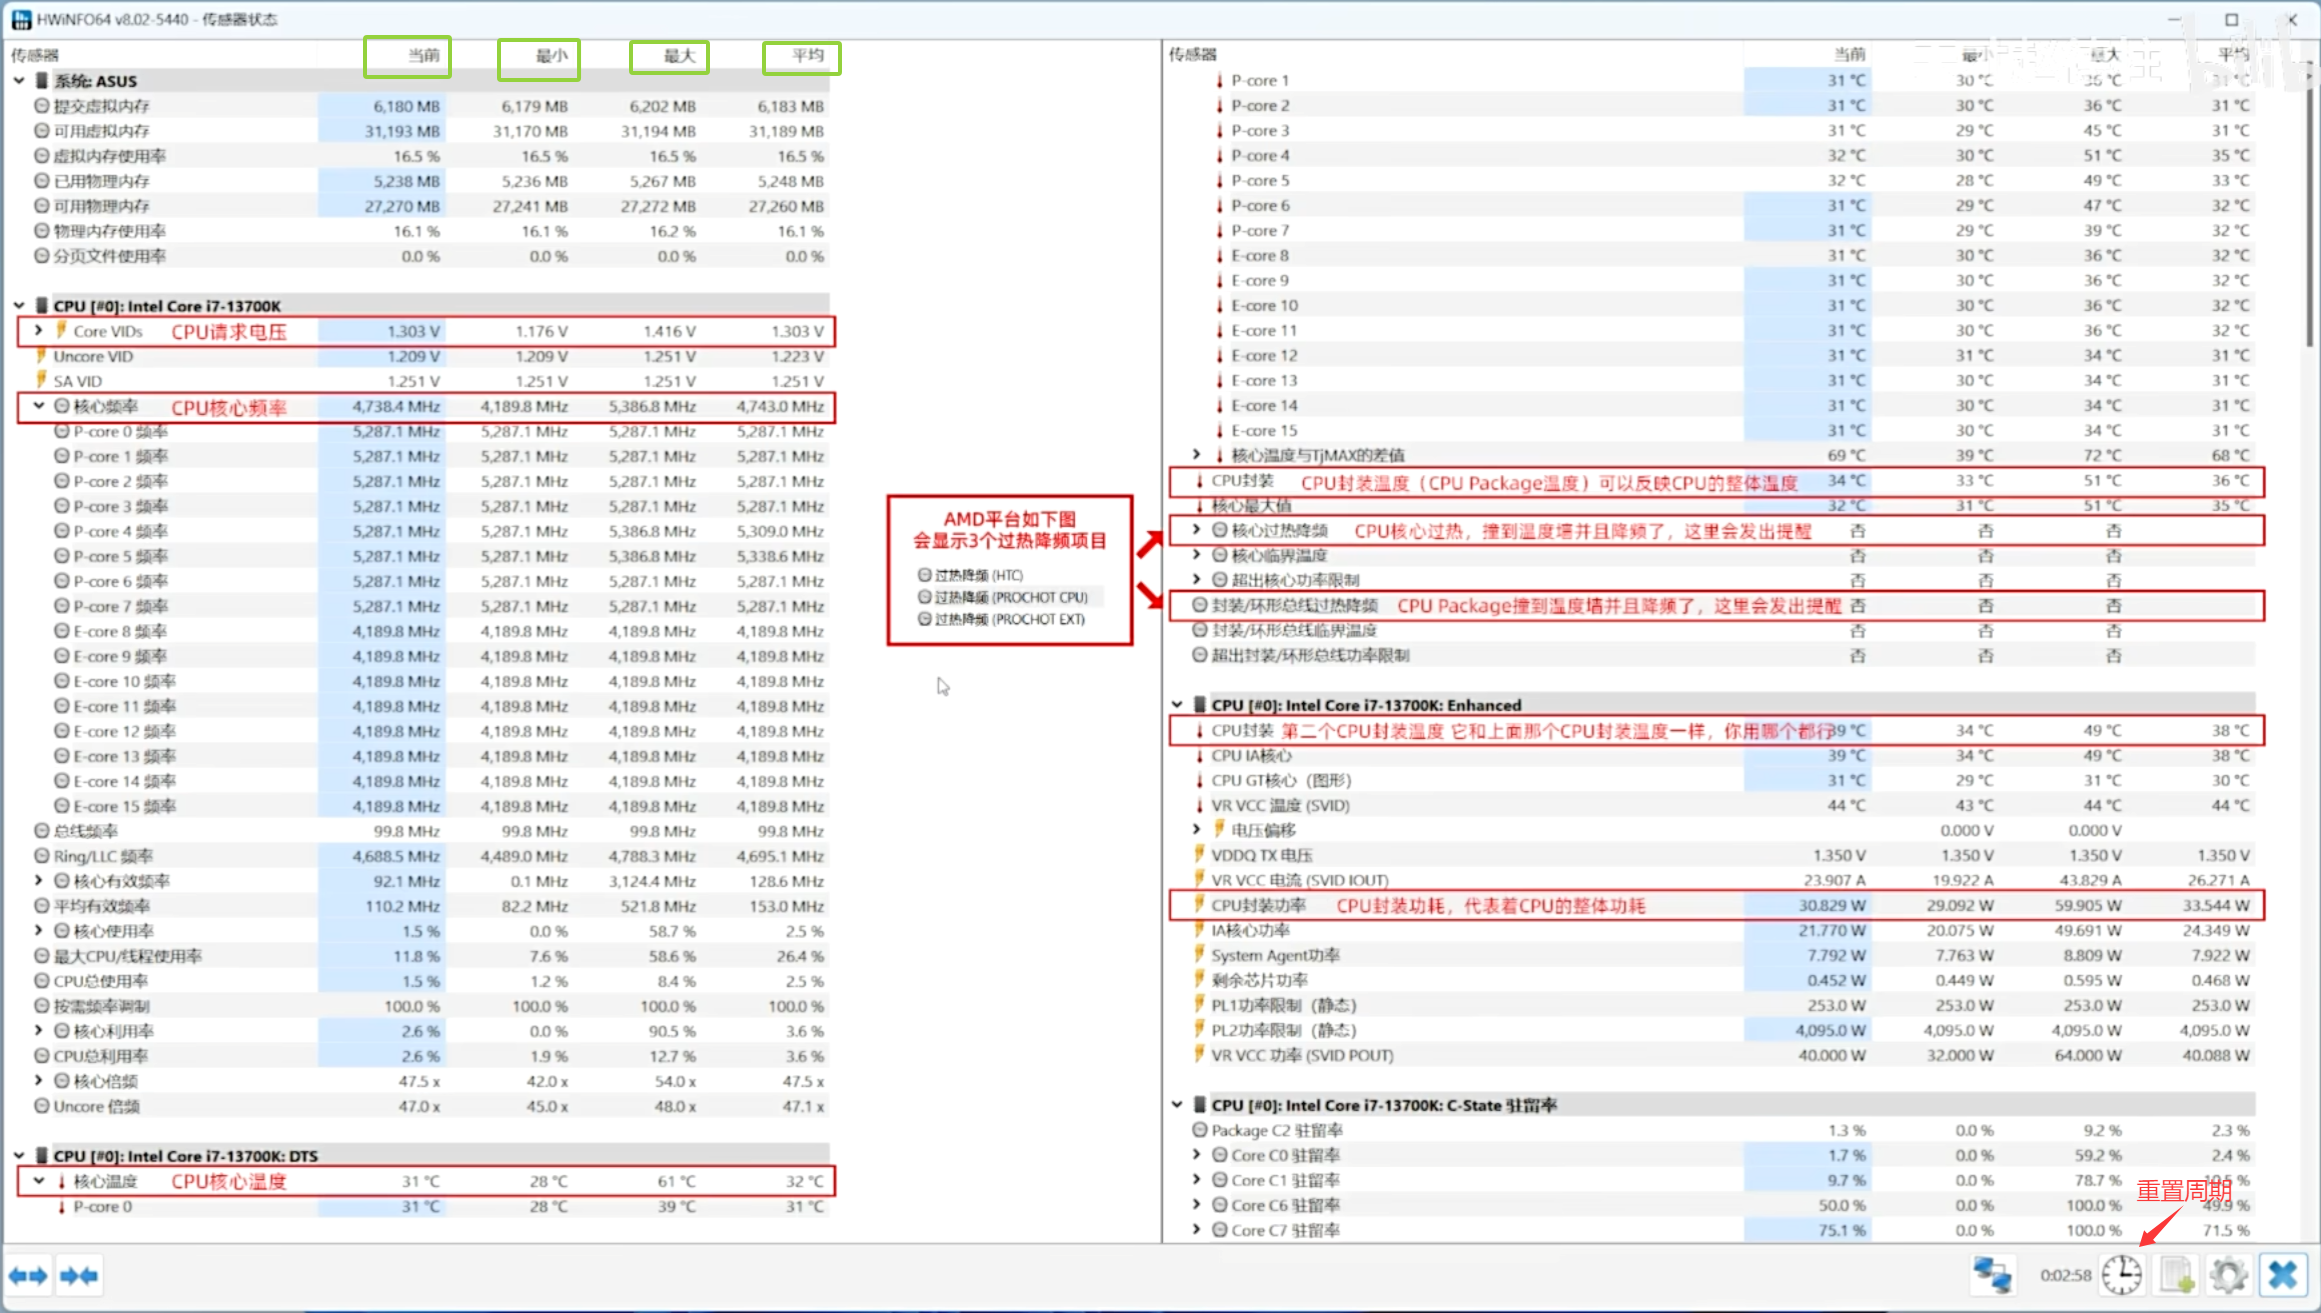 HWiNFO64 v8.02-5440 - 传感器状态
传感器 当前 最小 最大 平均
系统: ASUS
提交虚拟内存 6,180 MB 6,179 MB 6,202 MB 6,183 MB
可用虚拟内存 31,193 MB 31,170 MB 31,194 MB 31,189 MB
虚拟内存使用率 16.5 % 16.5 % 16.5 % 16.5 %
已用物理内存 5,238 MB 5,236 MB 5,267 MB 5,248 MB
可用物理内存 27,270 MB 27,241 MB 27,272 MB 27,260 MB
物理内存使用率 16.1 % 16.1 % 16.2 % 16.1 %
分页文件使用率 0.0 % 0.0 % 0.0 % 0.0 %
CPU [#0]: Intel Core i7-13700K
Core VIDs CPU请求电压 1.303 V 1.176 V 1.416 V 1.303 V
Uncore VID 1.209 V 1.209 V 1.251 V 1.223 V
SA VID 1.251 V 1.251 V 1.251 V 1.251 V
核心频率 CPU核心频率 4,738.4 MHz 4,189.8 MHz 5,386.8 MHz 4,743.0 MHz
P-core 0 频率 5,287.1 MHz 5,287.1 MHz 5,287.1 MHz 5,287.1 MHz
P-core 1 频率 5,287.1 MHz 5,287.1 MHz 5,287.1 MHz 5,287.1 MHz
P-core 2 频率 5,287.1 MHz 5,287.1 MHz 5,287.1 MHz 5,287.1 MHz
P-core 3 频率 5,287.1 MHz 5,287.1 MHz 5,287.1 MHz 5,287.1 MHz
P-core 4 频率 5,287.1 MHz 5,287.1 MHz 5,386.8 MHz 5,309.0 MHz
P-core 5 频率 5,287.1 MHz 5,287.1 MHz 5,386.8 MHz 5,338.6 MHz
P-core 6 频率 5,287.1 MHz 5,287.1 MHz 5,287.1 MHz 5,287.1 MHz
P-core 7 频率 5,287.1 MHz 5,287.1 MHz 5,287.1 MHz 5,287.1 MHz
E-core 8 频率 4,189.8 MHz 4,189.8 MHz 4,189.8 MHz 4,189.8 MHz
E-core 9 频率 4,189.8 MHz 4,189.8 MHz 4,189.8 MHz 4,189.8 MHz
E-core 10 频率 4,189.8 MHz 4,189.8 MHz 4,189.8 MHz 4,189.8 MHz
E-core 11 频率 4,189.8 MHz 4,189.8 MHz 4,189.8 MHz 4,189.8 MHz
E-core 12 频率 4,189.8 MHz 4,189.8 MHz 4,189.8 MHz 4,189.8 MHz
E-core 13 频率 4,189.8 MHz 4,189.8 MHz 4,189.8 MHz 4,189.8 MHz
E-core 14 频率 4,189.8 MHz 4,189.8 MHz 4,189.8 MHz 4,189.8 MHz
E-core 15 频率 4,189.8 MHz 4,189.8 MHz 4,189.8 MHz 4,189.8 MHz
总线频率 99.8 MHz 99.8 MHz 99.8 MHz 99.8 MHz
Ring/LLC 频率 4,688.5 MHz 4,489.0 MHz 4,788.3 MHz 4,695.1 MHz
核心有效频率 92.1 MHz 0.1 MHz 3,124.4 MHz 128.6 MHz
平均有效频率 110.2 MHz 82.2 MHz 521.8 MHz 153.0 MHz
核心使用率 1.5 % 0.0 % 58.7 % 2.5 %
最大CPU/线程使用率 11.8 % 7.6 % 58.6 % 26.4 %
CPU总使用率 1.5 % 1.2 % 8.4 % 2.5 %
按需频率调制 100.0 % 100.0 % 100.0 % 100.0 %
核心利用率 2.6 % 0.0 % 90.5 % 3.6 %
CPU总利用率 2.6 % 1.9 % 12.7 % 3.6 %
核心倍频 47.5 x 42.0 x 54.0 x 47.5 x
Uncore 倍频 47.0 x 45.0 x 48.0 x 47.1 x
CPU [#0]: Intel Core i7-13700K: DTS
核心温度 CPU核心温度 31 °C 28 °C 61 °C 32 °C
P-core 0 31 °C 28 °C 39 °C 31 °C
AMD平台如下图
会显示3个过热降频项目
过热降频 (HTC)
过热降频 (PROCHOT CPU)
过热降频 (PROCHOT EXT)
传感器 当前 最小 最大 平均
P-core 1 31 °C 30 °C 36 °C 31 °C
P-core 2 31 °C 30 °C 36 °C 31 °C
P-core 3 31 °C 29 °C 45 °C 31 °C
P-core 4 32 °C 30 °C 51 °C 35 °C
P-core 5 32 °C 28 °C 49 °C 33 °C
P-core 6 31 °C 29 °C 47 °C 32 °C
P-core 7 31 °C 29 °C 39 °C 32 °C
E-core 8 31 °C 30 °C 36 °C 32 °C
E-core 9 31 °C 30 °C 36 °C 32 °C
E-core 10 31 °C 30 °C 36 °C 32 °C
E-core 11 31 °C 30 °C 36 °C 32 °C
E-core 12 31 °C 31 °C 34 °C 31 °C
E-core 13 31 °C 30 °C 34 °C 31 °C
E-core 14 31 °C 30 °C 34 °C 31 °C
E-core 15 31 °C 30 °C 34 °C 31 °C
核心温度与TjMAX的差值 69 °C 39 °C 72 °C 68 °C
CPU封装 CPU封装温度（CPU Package温度）可以反映CPU的整体温度 34 °C 33 °C 51 °C 36 °C
核心最大值 32 °C 31 °C 51 °C 35 °C
核心过热降频 CPU核心过热，撞到温度墙并且降频了，这里会发出提醒 否 否 否
核心临界温度 否 否 否
超出核心功率限制 否 否 否
封装/环形总线过热降频 CPU Package撞到温度墙并且降频了，这里会发出提醒 否 否 否
封装/环形总线临界温度 否 否 否
超出封装/环形总线功率限制 否 否 否
CPU [#0]: Intel Core i7-13700K: Enhanced
CPU封装 第二个CPU封装温度 它和上面那个CPU封装温度一样，你用哪个都行 39 °C 34 °C 49 °C 38 °C
CPU IA核心 39 °C 34 °C 49 °C 38 °C
CPU GT核心（图形） 31 °C 29 °C 31 °C 30 °C
VR VCC 温度 (SVID) 44 °C 43 °C 44 °C 44 °C
电压偏移 0.000 V 0.000 V
VDDQ TX 电压 1.350 V 1.350 V 1.350 V 1.350 V
VR VCC 电流 (SVID IOUT) 23.907 A 19.922 A 43.829 A 26.271 A
CPU封装功率 CPU封装功耗，代表着CPU的整体功耗 30.829 W 29.092 W 59.905 W 33.544 W
IA核心功率 21.770 W 20.075 W 49.691 W 24.349 W
System Agent功率 7.792 W 7.763 W 8.809 W 7.922 W
剩余芯片功率 0.452 W 0.449 W 0.595 W 0.468 W
PL1功率限制（静态） 253.0 W 253.0 W 253.0 W 253.0 W
PL2功率限制（静态） 4,095.0 W 4,095.0 W 4,095.0 W 4,095.0 W
VR VCC 功率 (SVID POUT) 40.000 W 32.000 W 64.000 W 40.088 W
CPU [#0]: Intel Core i7-13700K: C-State 驻留率
Package C2 驻留率 1.3 % 0.0 % 9.2 % 2.3 %
Core C0 驻留率 1.7 % 0.0 % 59.2 % 2.4 %
Core C1 驻留率 9.7 % 0.0 % 78.7 %
重置周期
Core C6 驻留率 50.0 % 0.0 % 100.0 % 49.9 %
Core C7 驻留率 75.1 % 0.0 % 100.0 % 71.5 %
0:02:58